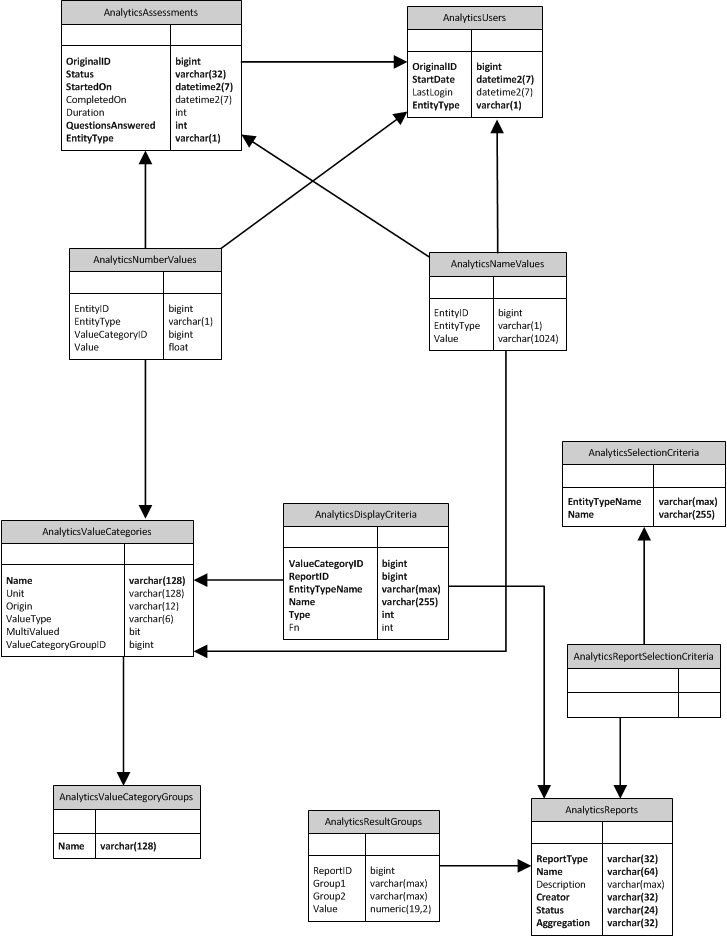 AnalyticsAssessments
OriginalID bigint
Status varchar(32)
StartedOn datetime2(7)
CompletedOn datetime2(7)
Duration int
QuestionsAnswered int
EntityType varchar(1)
AnalyticsUsers
OriginalID bigint
StartDate datetime2(7)
LastLogin datetime2(7)
EntityType varchar(1)
AnalyticsNumberValues
EntityID bigint
EntityType varchar(1)
ValueCategoryID bigint
Value float
AnalyticsNameValues
EntityID bigint
EntityType varchar(1)
Value varchar(1024)
AnalyticsSelectionCriteria
EntityTypeName varchar(max)
Name varchar(255)
AnalyticsValueCategories
Name varchar(128)
Unit varchar(128)
Origin varchar(12)
ValueType varchar(6)
MultiValued bit
ValueCategoryGroupID bigint
AnalyticsDisplayCriteria
ValueCategoryID bigint
ReportID bigint
EntityTypeName varchar(max)
Name varchar(255)
Type int
Fn int
AnalyticsReportSelectionCriteria
AnalyticsValueCategoryGroups
Name varchar(128)
AnalyticsResultGroups
ReportID bigint
Group1 varchar(max)
Group2 varchar(max)
Value numeric(19,2)
AnalyticsReports
ReportType varchar(32)
Name varchar(64)
Description varchar(max)
Creator varchar(32)
Status varchar(24)
Aggregation varchar(32)